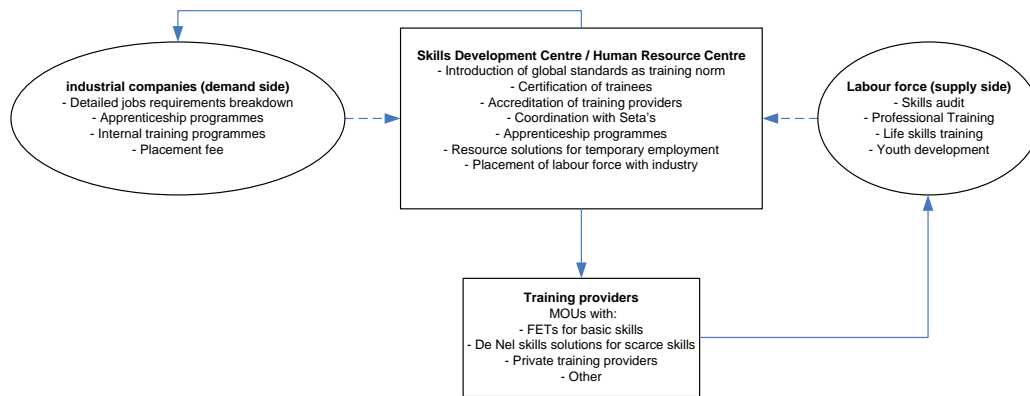 industrial companies (demand side)
- Detailed jobs requirements breakdown
- Apprenticeship programmes
- Internal training programmes
- Placement fee
Skills Development Centre / Human Resource Centre
- Introduction of global standards as training norm
- Certification of trainees
- Accreditation of training providers
- Coordination with Seta's
- Apprenticeship programmes
- Resource solutions for temporary employment
- Placement of labour force with industry
Labour force (supply side)
- Skills audit
- Professional Training
- Life skills training
- Youth development
Training providers
MOUs with:
- FETs for basic skills
- De Nel skills solutions for scarce skills
- Private training providers
- Other